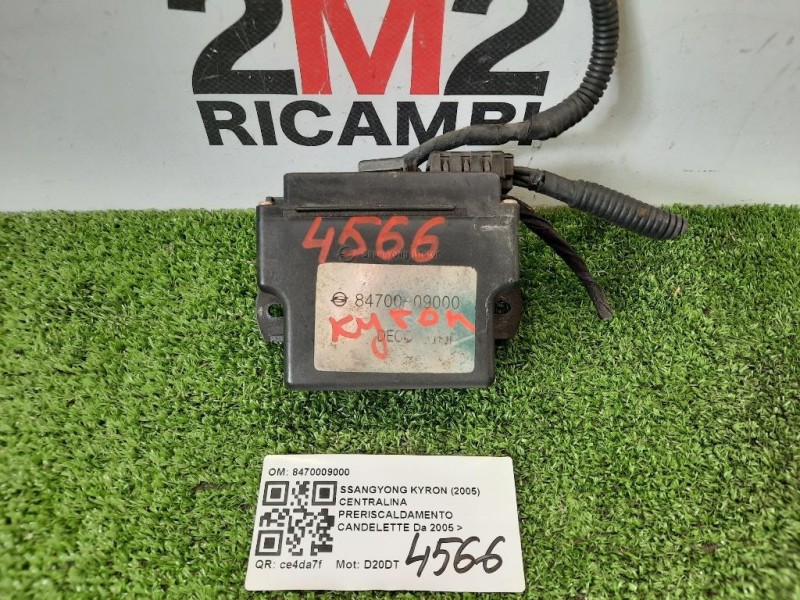 2M2
RICAMBI
4566
84700-09000
Kyron
OM: 8470009000
SSANGYONG KYRON (2005)
CENTRALINA
PRERISCALDAMENTO
CANDELETTE Da 2005 >
QR: ce4da7f Mot: D20DT 4566